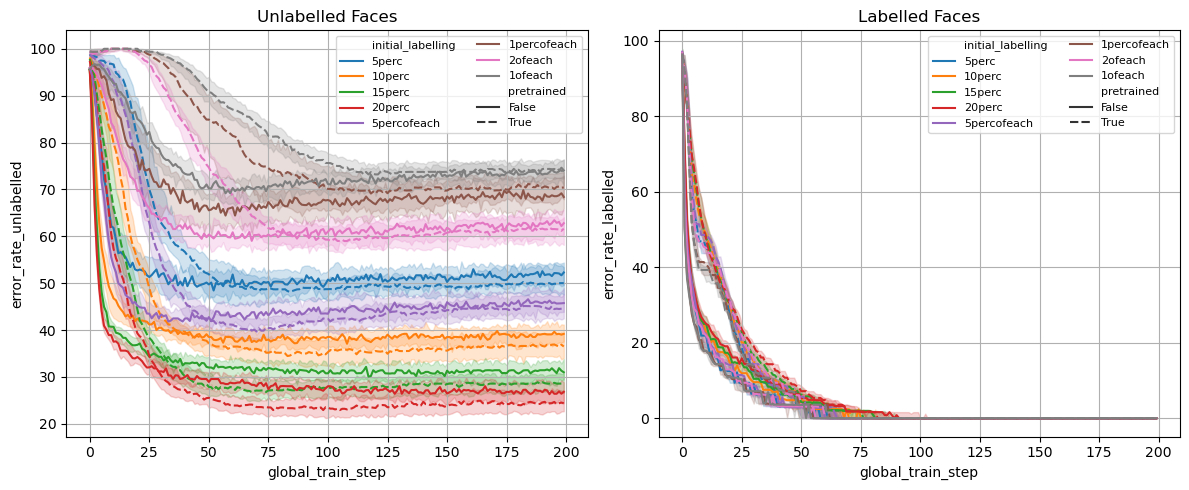 Unlabelled Faces
error_rate_unlabelled
100
90
80
70
60
50
40
30
20
0
25
50
75
100
125
150
175
200
global_train_step
initial_labelling
5perc
10perc
15perc
20perc
5percofeach
1percofeach
2ofeach
1ofeach
pretrained
False
True
Labelled Faces
error_rate_labelled
100
80
60
40
20
0
0
25
50
75
100
125
150
175
200
global_train_step
initial_labelling
5perc
10perc
15perc
20perc
5percofeach
1percofeach
2ofeach
1ofeach
pretrained
False
True